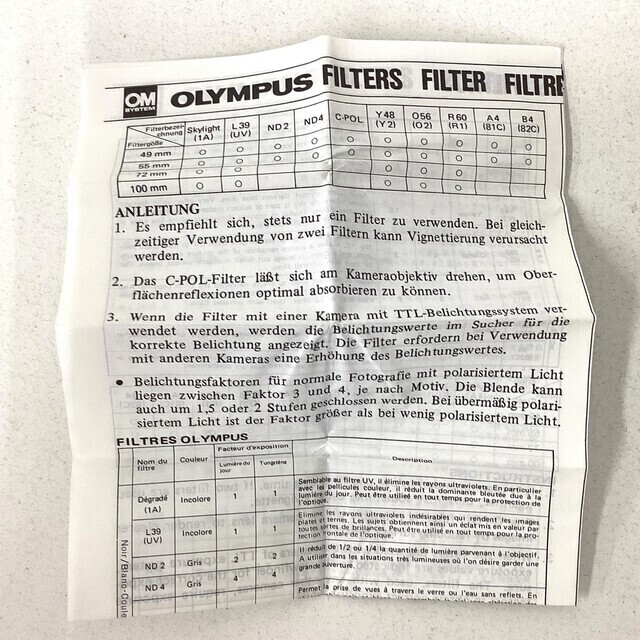 OM
SYSTEM
OLYMPUS FILTERS FILTER FILTRE
Filterbezeichnung
Filtergöße
Skylight (1A) L39 (UV) ND2 ND4 C-POL Y48 (Y2) O56 (O2) R60 (R1) A4 (81C) B4 (82C)
49 mm ○ ○ ○ ○ ○ ○ ○ ○ ○ ○
55 mm ○ ○ ○ ○ ○ ○ ○ ○ ○ ○
72 mm ○ ○
100 mm ○ ○
ANLEITUNG
1. Es empfiehlt sich, stets nur ein Filter zu verwenden. Bei gleich-
zeitiger Verwendung von zwei Filtern kann Vignettierung verursacht
werden.
2. Das C-POL-Filter läßt sich am Kameraobjektiv drehen, um Ober-
flächenreflexionen optimal absorbieren zu können.
3. Wenn die Filter mit einer Kamera mit TTL-Belichtungssystem ver-
wendet werden, werden die Belichtungswerte im Sucher für die
korrekte Belichtung angezeigt. Die Filter erfordern bei Verwendung
mit anderen Kameras eine Erhöhung des Belichtungswertes.
● Belichtungsfaktoren für normale Fotografie mit polarisiertem Licht
liegen zwischen Faktor 3 und 4, je nach Motiv. Die Blende kann
auch um 1,5 oder 2 Stufen geschlossen werden. Bei übermäßig polari-
siertem Licht ist der Faktor größer als bei wenig polarisiertem Licht.
FILTRES OLYMPUS
Nom du filtre Couleur Facteur d'exposition Description
Lumière du jour Tungstène
Dégradé (1A) Incolore 1 1
Semblable au filtre UV, il élimine les rayons ultraviolets. En particulier
avec les pellicules couleur, il réduit la dominante bleutée due à la
lumière du jour. Peut être utilisé en tout temps pour la protection de
l'optique.
L39 (UV) Incolore 1 1
Elimine les rayons ultraviolets indésirables qui rendent les images
plates et ternes. Les sujets obtiennent ainsi un éclat mis en valeur par
toutes sortes de brillances. Peut être utilisé en tout temps pour la pro-
tection frontale de l'optique.
ND 2 Gris 2 2
ND 4 Gris 4 4
Il réduit de 1/2 ou 1/4 la quantité de lumière parvenant à l'objectif.
A utiliser dans les situations très lumineuses où l'on désire garder une
grande ouverture.
Permet la prise de vues à travers le verre ou l'eau sans reflets. En
Noir/Blanc-Coule